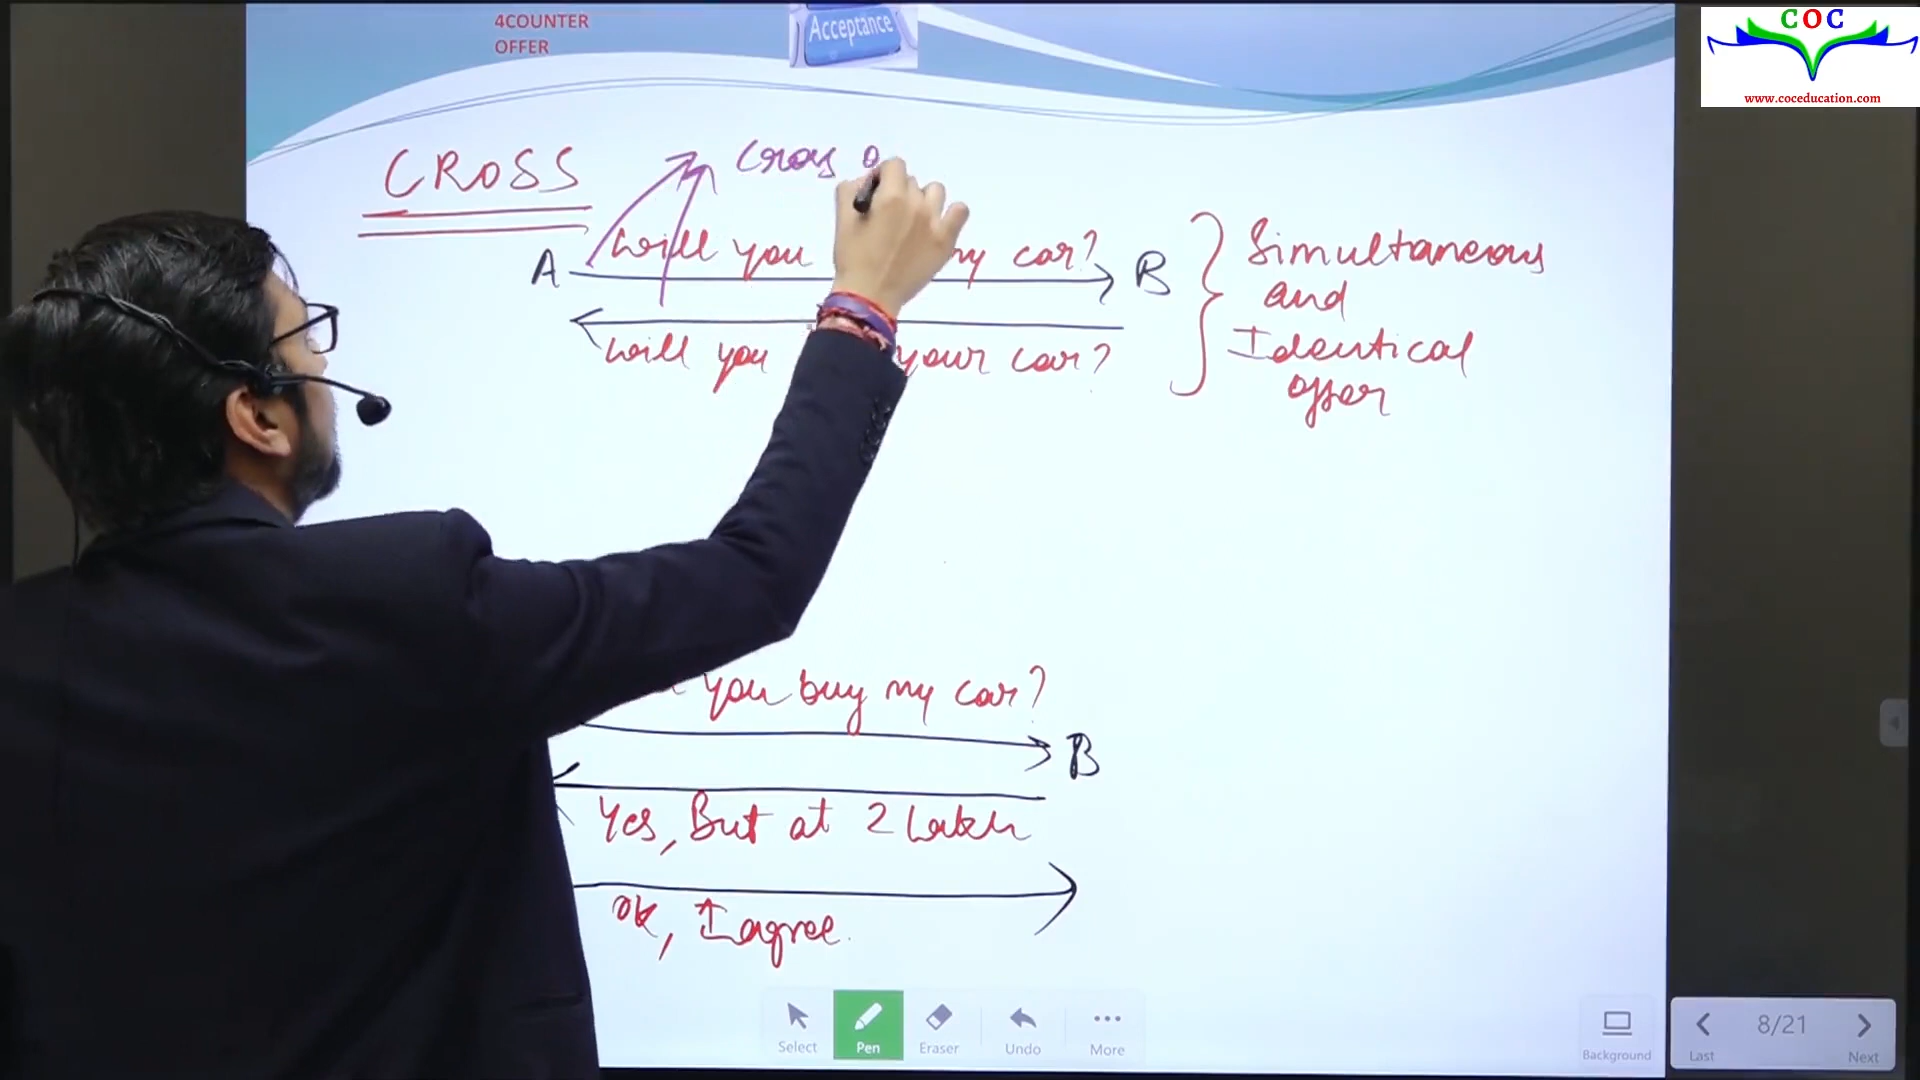 4COUNTER
OFFER
Acceptance
COC
www.coceducation.com
CROSS
Cross
A will you my car? B
will you your car?
Simultaneous
and
Identical
offer
you buy my car?
B
Yes, But at 2 Lakh
Ok, I agree.
Select
Pen
Eraser
Undo
More
Background
Last
8/21
Next